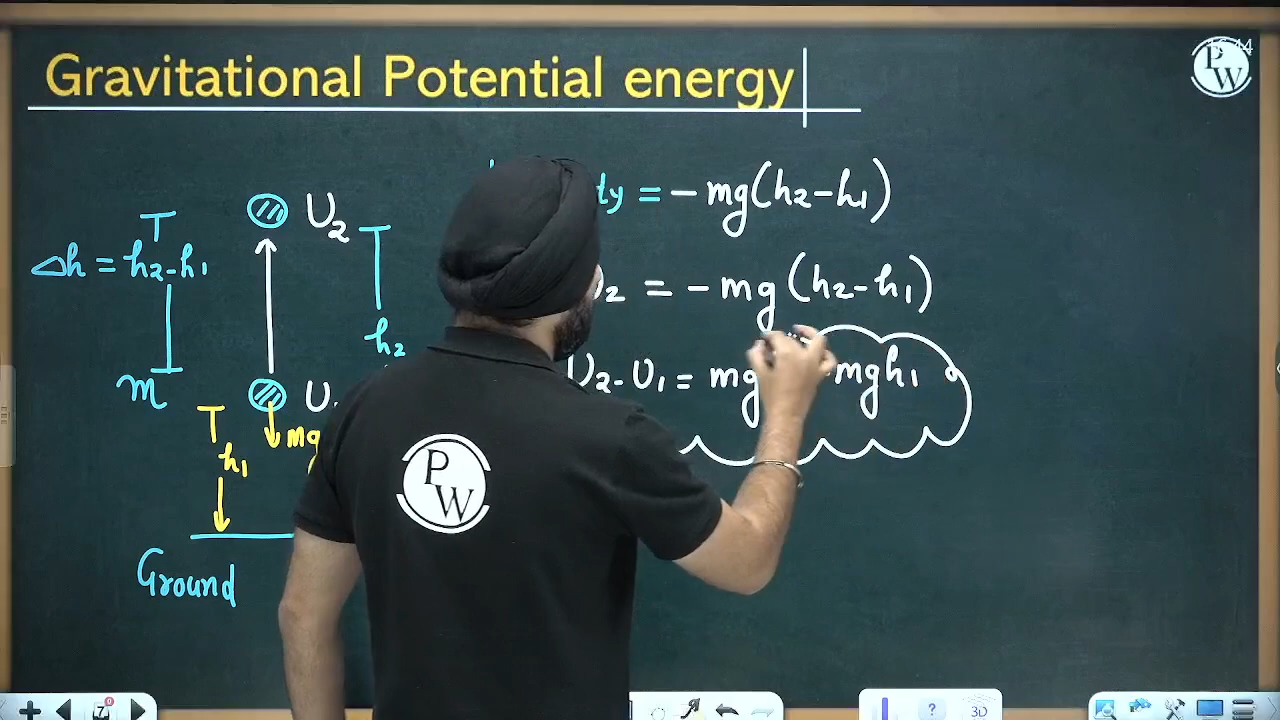 Gravitational Potential energy
PW
ty = - mg(h2-h1)
U2 = - mg(h2-h1)
U2-U1 = mg mgh1
U2
Δh = h2-h1
h2
m
U
mg
h1
Ground
PW
?
3D